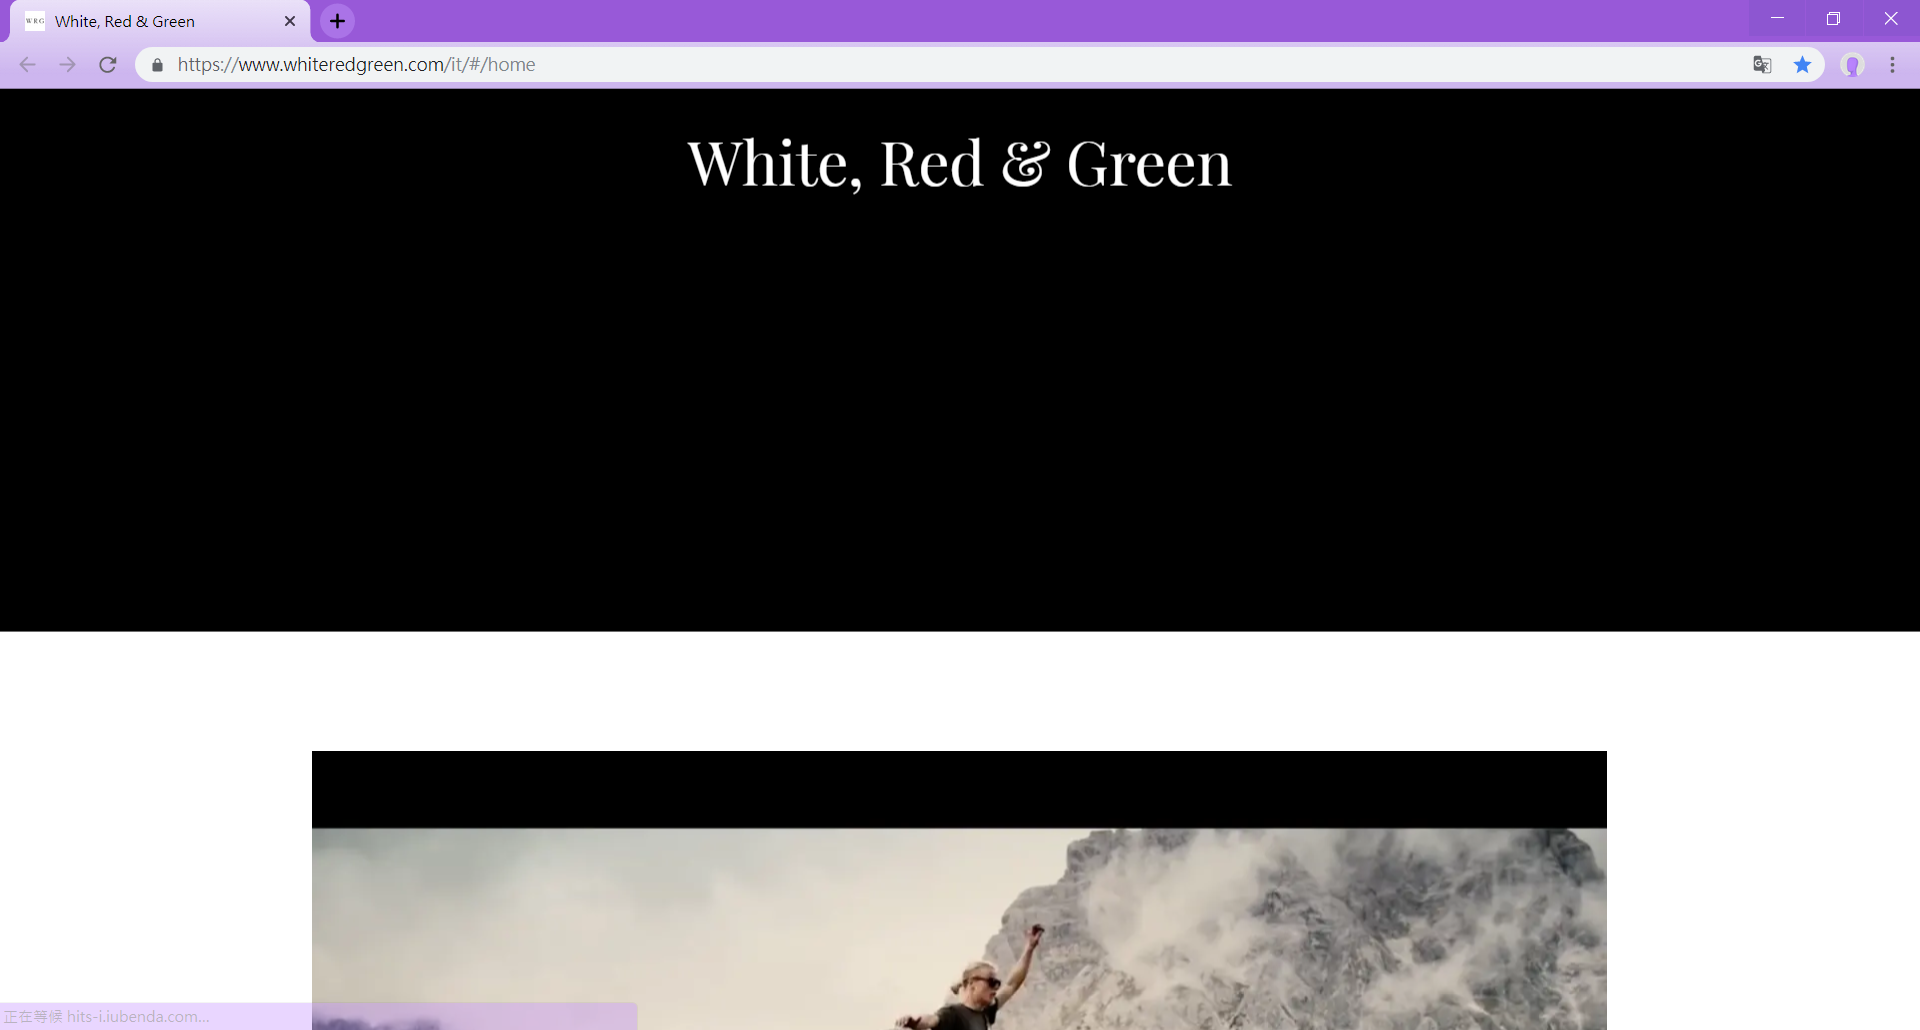 WRG
White, Red & Green
https://www.whiteredgreen.com/it/#/home
White, Red & Green
正在等候 hits-i.iubenda.com...